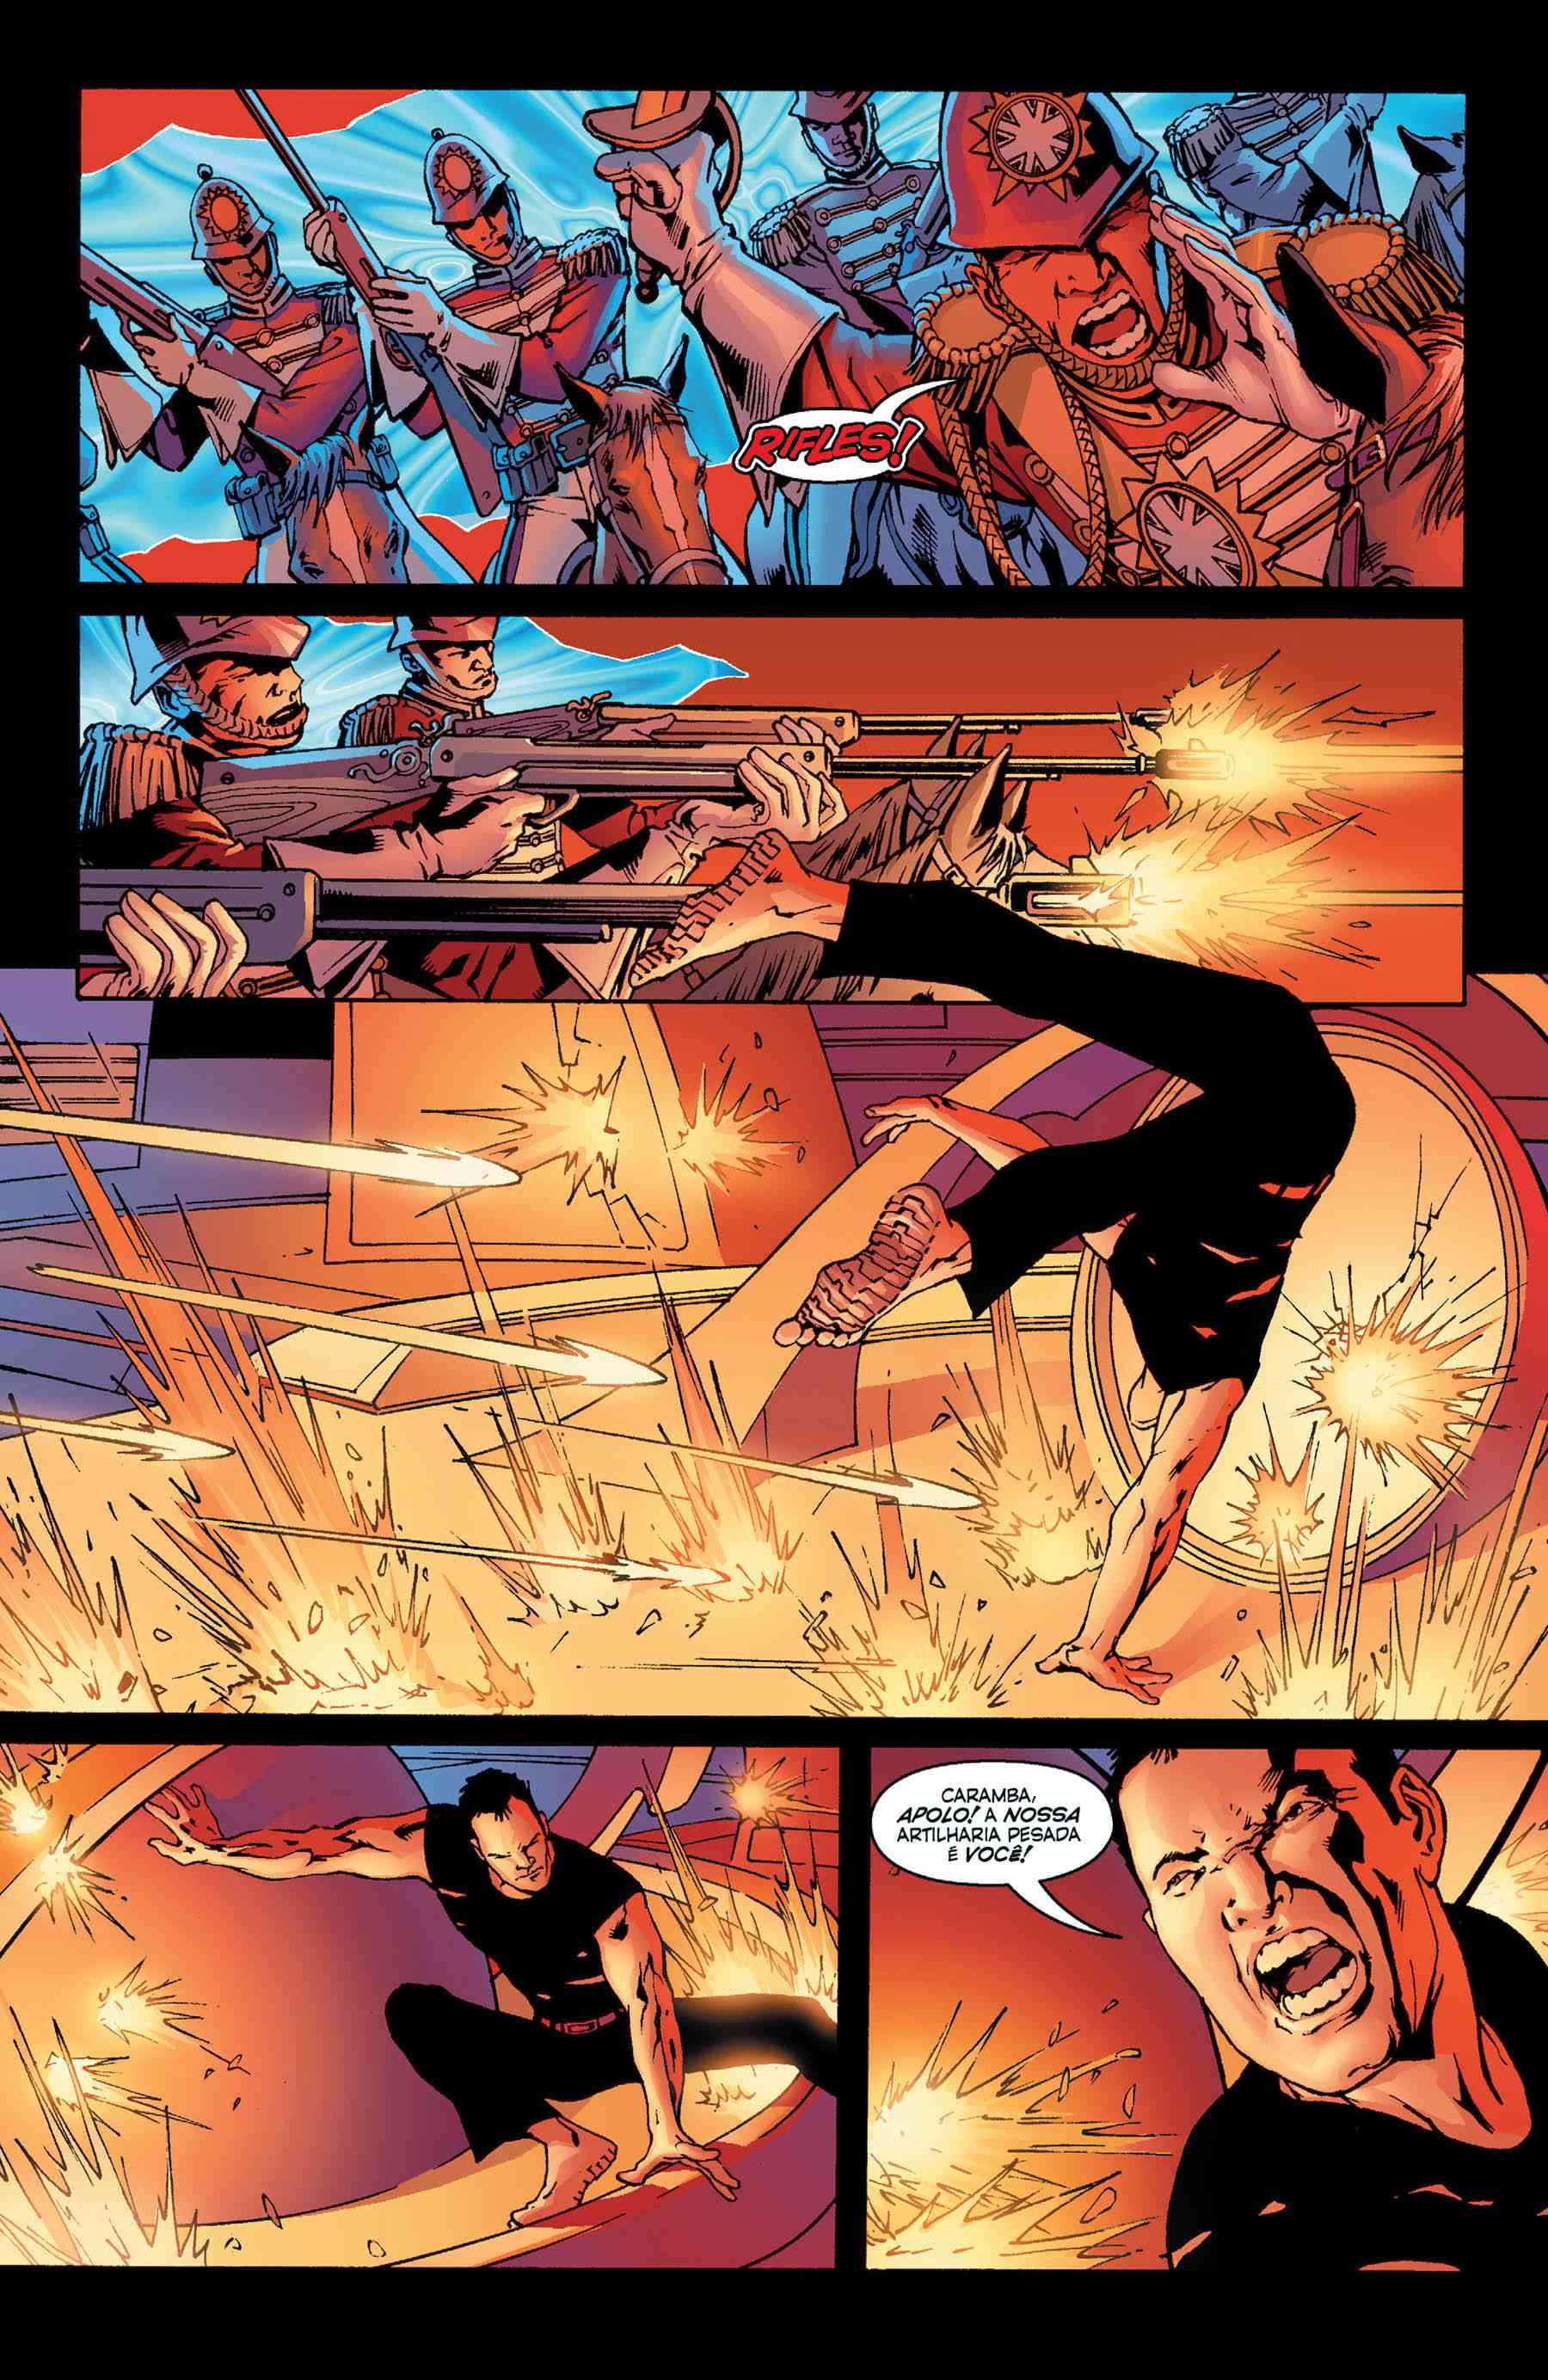 RIFLES!
CARAMBA,
APOLO! A NOSSA
ARTILHARIA PESADA
É VOCÊ!